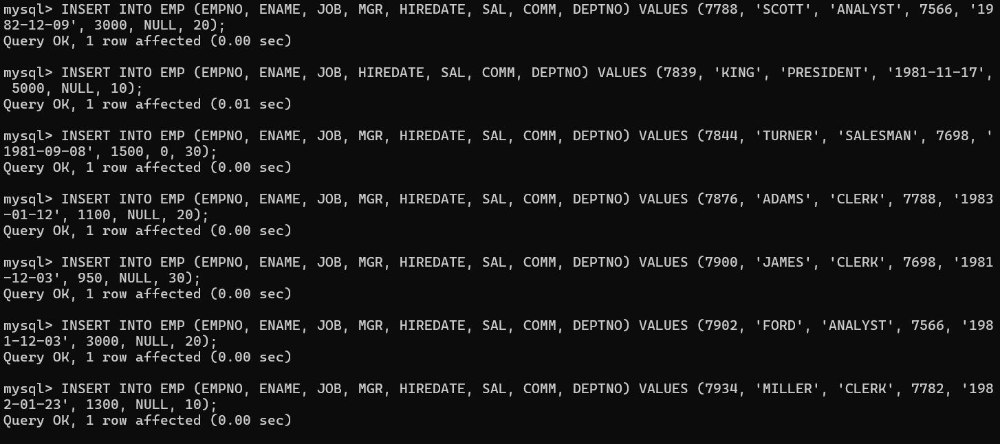 mysql> INSERT INTO EMP (EMPNO, ENAME, JOB, MGR, HIREDATE, SAL, COMM, DEPTNO) VALUES (7788, 'SCOTT', 'ANALYST', 7566, '19
82-12-09', 3000, NULL, 20);
Query OK, 1 row affected (0.00 sec)
mysql> INSERT INTO EMP (EMPNO, ENAME, JOB, HIREDATE, SAL, COMM, DEPTNO) VALUES (7839, 'KING', 'PRESIDENT', '1981-11-17',
 5000, NULL, 10);
Query OK, 1 row affected (0.01 sec)
mysql> INSERT INTO EMP (EMPNO, ENAME, JOB, MGR, HIREDATE, SAL, COMM, DEPTNO) VALUES (7844, 'TURNER', 'SALESMAN', 7698, '
1981-09-08', 1500, 0, 30);
Query OK, 1 row affected (0.00 sec)
mysql> INSERT INTO EMP (EMPNO, ENAME, JOB, MGR, HIREDATE, SAL, COMM, DEPTNO) VALUES (7876, 'ADAMS', 'CLERK', 7788, '1983
-01-12', 1100, NULL, 20);
Query OK, 1 row affected (0.00 sec)
mysql> INSERT INTO EMP (EMPNO, ENAME, JOB, MGR, HIREDATE, SAL, COMM, DEPTNO) VALUES (7900, 'JAMES', 'CLERK', 7698, '1981
-12-03', 950, NULL, 30);
Query OK, 1 row affected (0.00 sec)
mysql> INSERT INTO EMP (EMPNO, ENAME, JOB, MGR, HIREDATE, SAL, COMM, DEPTNO) VALUES (7902, 'FORD', 'ANALYST', 7566, '198
1-12-03', 3000, NULL, 20);
Query OK, 1 row affected (0.00 sec)
mysql> INSERT INTO EMP (EMPNO, ENAME, JOB, MGR, HIREDATE, SAL, COMM, DEPTNO) VALUES (7934, 'MILLER', 'CLERK', 7782, '198
2-01-23', 1300, NULL, 10);
Query OK, 1 row affected (0.00 sec)